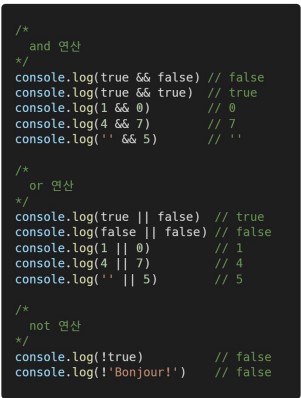 /*
  and 연산
*/
console.log(true && false) // false
console.log(true && true)  // true
console.log(1 && 0)        // 0
console.log(4 && 7)        // 7
console.log('' && 5)       // ''
/*
  or 연산
*/
console.log(true || false)  // true
console.log(false || false) // false
console.log(1 || 0)         // 1
console.log(4 || 7)         // 4
console.log('' || 5)        // 5
/*
  not 연산
*/
console.log(!true)          // false
console.log(!'Bonjour!')    // false